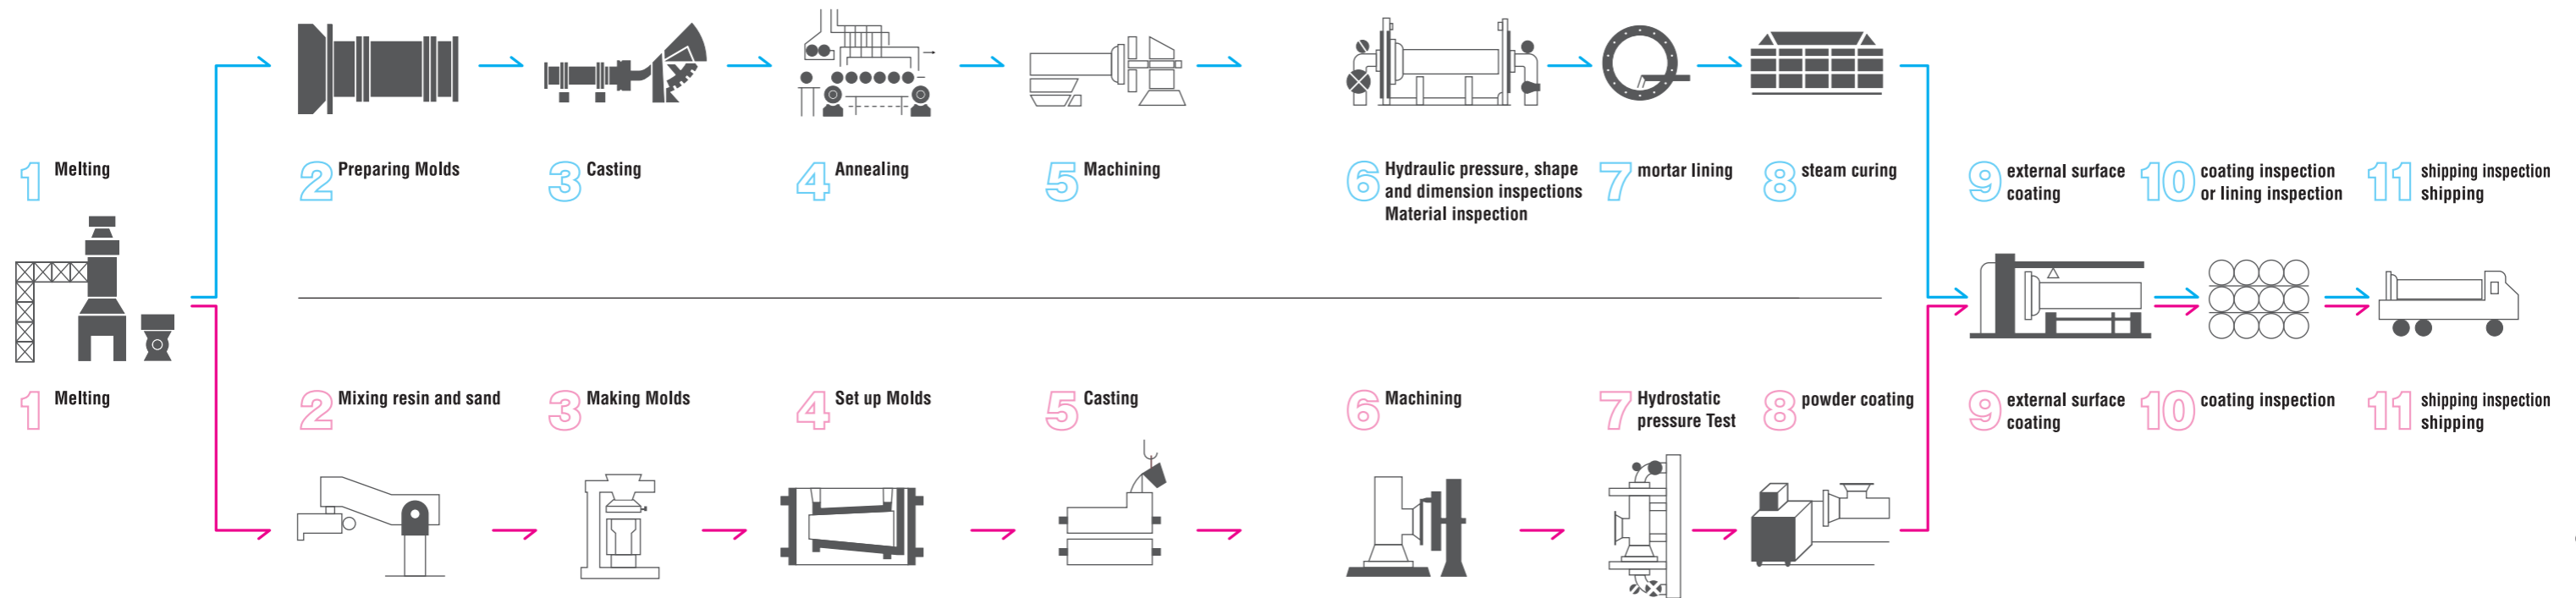 1 Melting
2 Preparing Molds
3 Casting
4 Annealing
5 Machining
6 Hydraulic pressure, shape
and dimension inspections
Material inspection
7 mortar lining
8 steam curing
9 external surface
coating
10 coating inspection
or lining inspection
11 shipping inspection
shipping
1 Melting
2 Mixing resin and sand
3 Making Molds
4 Set up Molds
5 Casting
6 Machining
7 Hydrostatic
pressure Test
8 powder coating
9 external surface
coating
10 coating inspection
11 shipping inspection
shipping